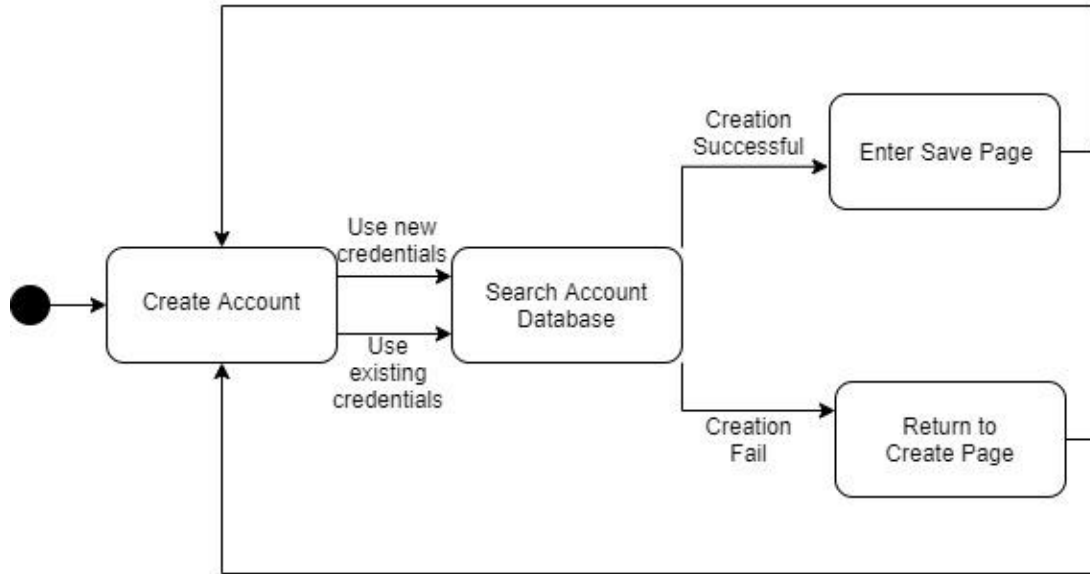 Creation
Successful
Enter Save Page
Use new
credentials
Create Account
Search Account
Database
Use
existing
credentials
Creation
Fail
Return to
Create Page